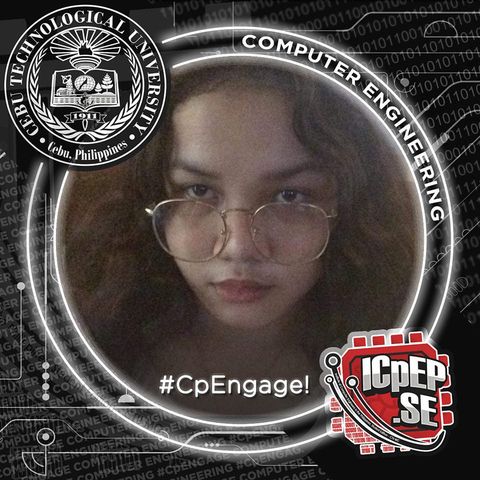 CEBU TECHNOLOGICAL UNIVERSITY
1911
Cebu, Philippines
COMPUTER ENGINEERING
#CpEngage!
ICpEP
.SE